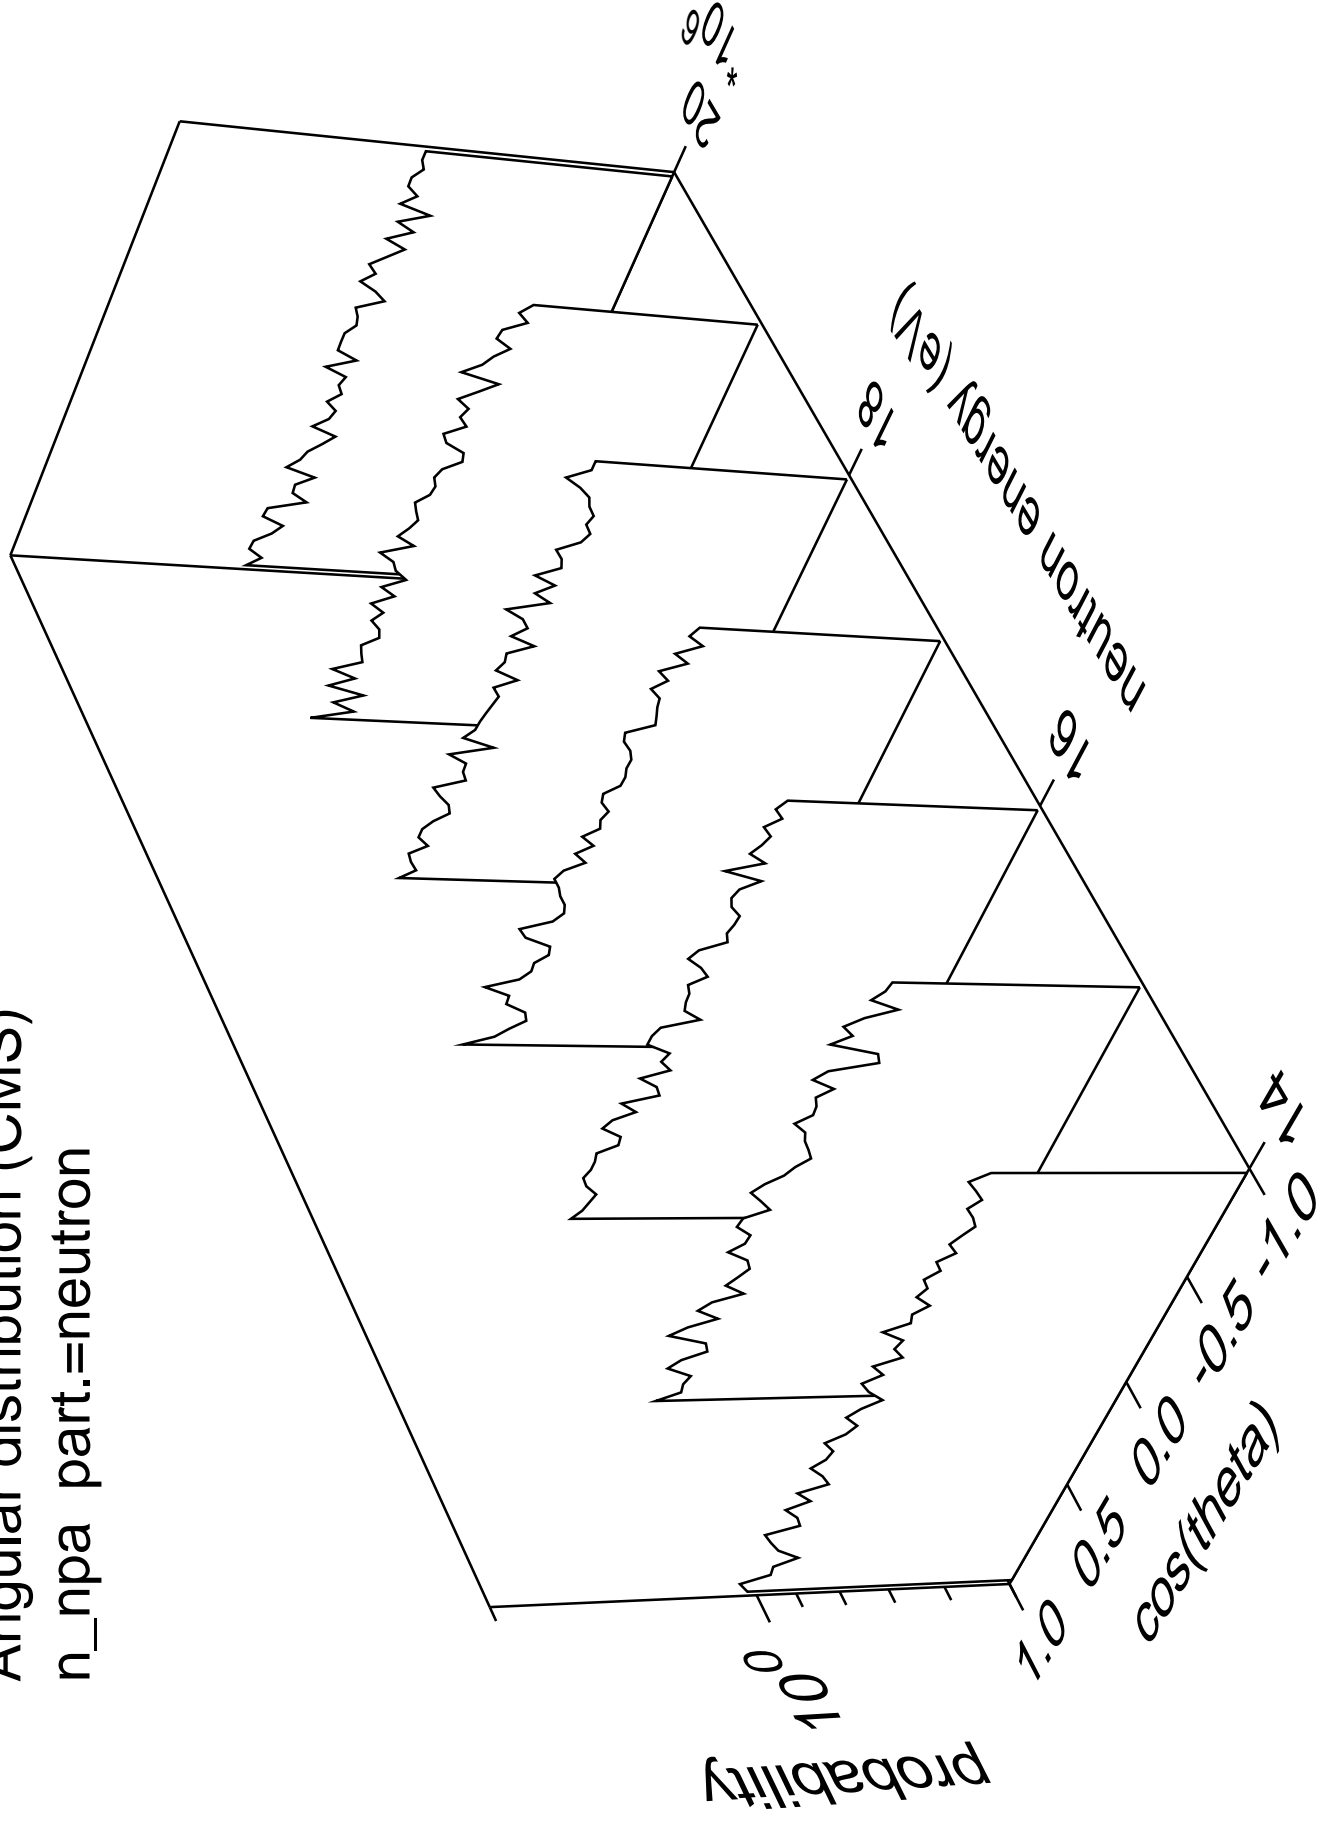 Angular distribution (CMS)
n_npa part.=neutron
probability
10 0
1.0 0.5 0.0 -0.5 -1.0
cos(theta)
14 16 18 20
* 10 6
neutron energy (eV)